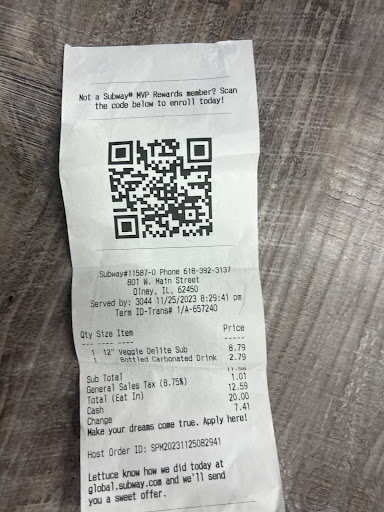 Not a Subway® MVP Rewards member? Scan
the code below to enroll today!
Subway#11587-0 Phone 618-392-3137
801 W. Main Street
Olney, IL, 62450
Served by: 3044 11/25/2023 8:29:41 pm
Term ID-Trans# 1/A-657240
Qty Size Item Price
1 12" Veggie Delite Sub 8.79
1 Bottled Carbonated Drink 2.79
Sub Total 11.58
General Sales Tax (8.75%) 1.01
Total (Eat In) 12.59
Cash 20.00
Change 7.41
Make your dreams come true. Apply here!
Host Order ID: SPM20231125082941
Lettuce know how we did today at
global.subway.com and we'll send
you a sweet offer.